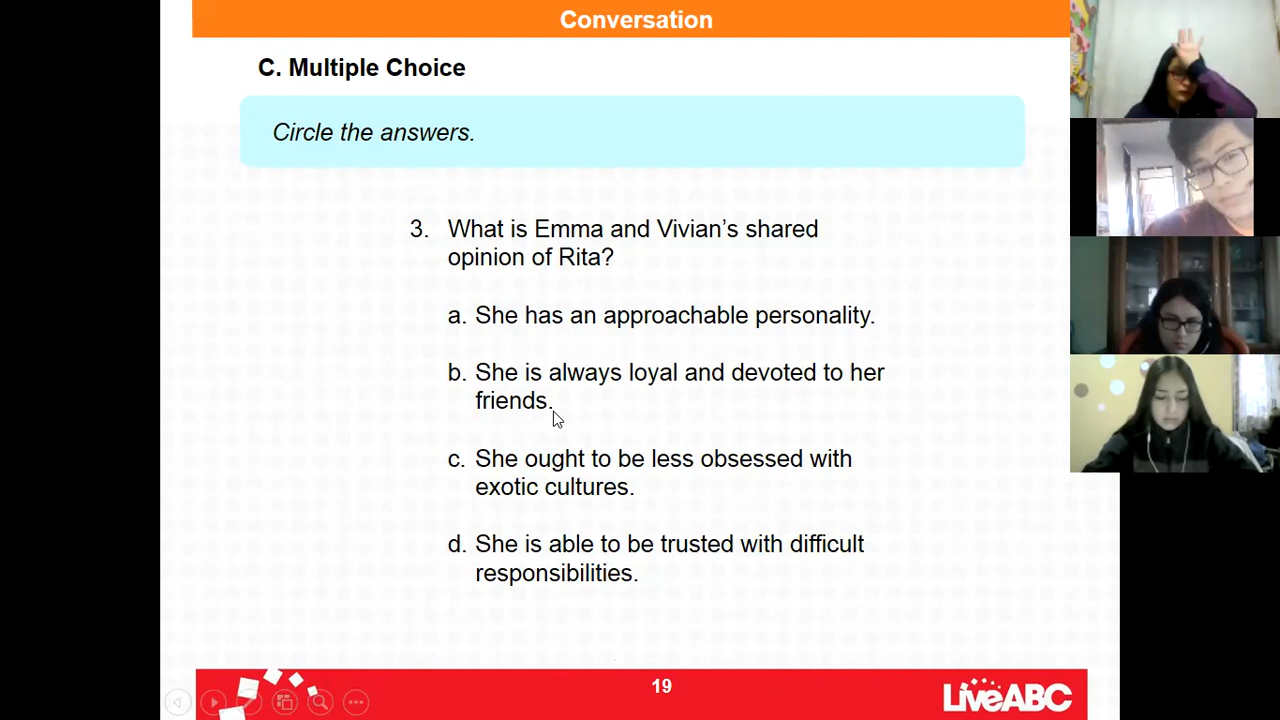 Conversation
C. Multiple Choice
Circle the answers.
3. What is Emma and Vivian's shared
opinion of Rita?
a. She has an approachable personality.
b. She is always loyal and devoted to her
friends.
c. She ought to be less obsessed with
exotic cultures.
d. She is able to be trusted with difficult
responsibilities.
19
LiveABC